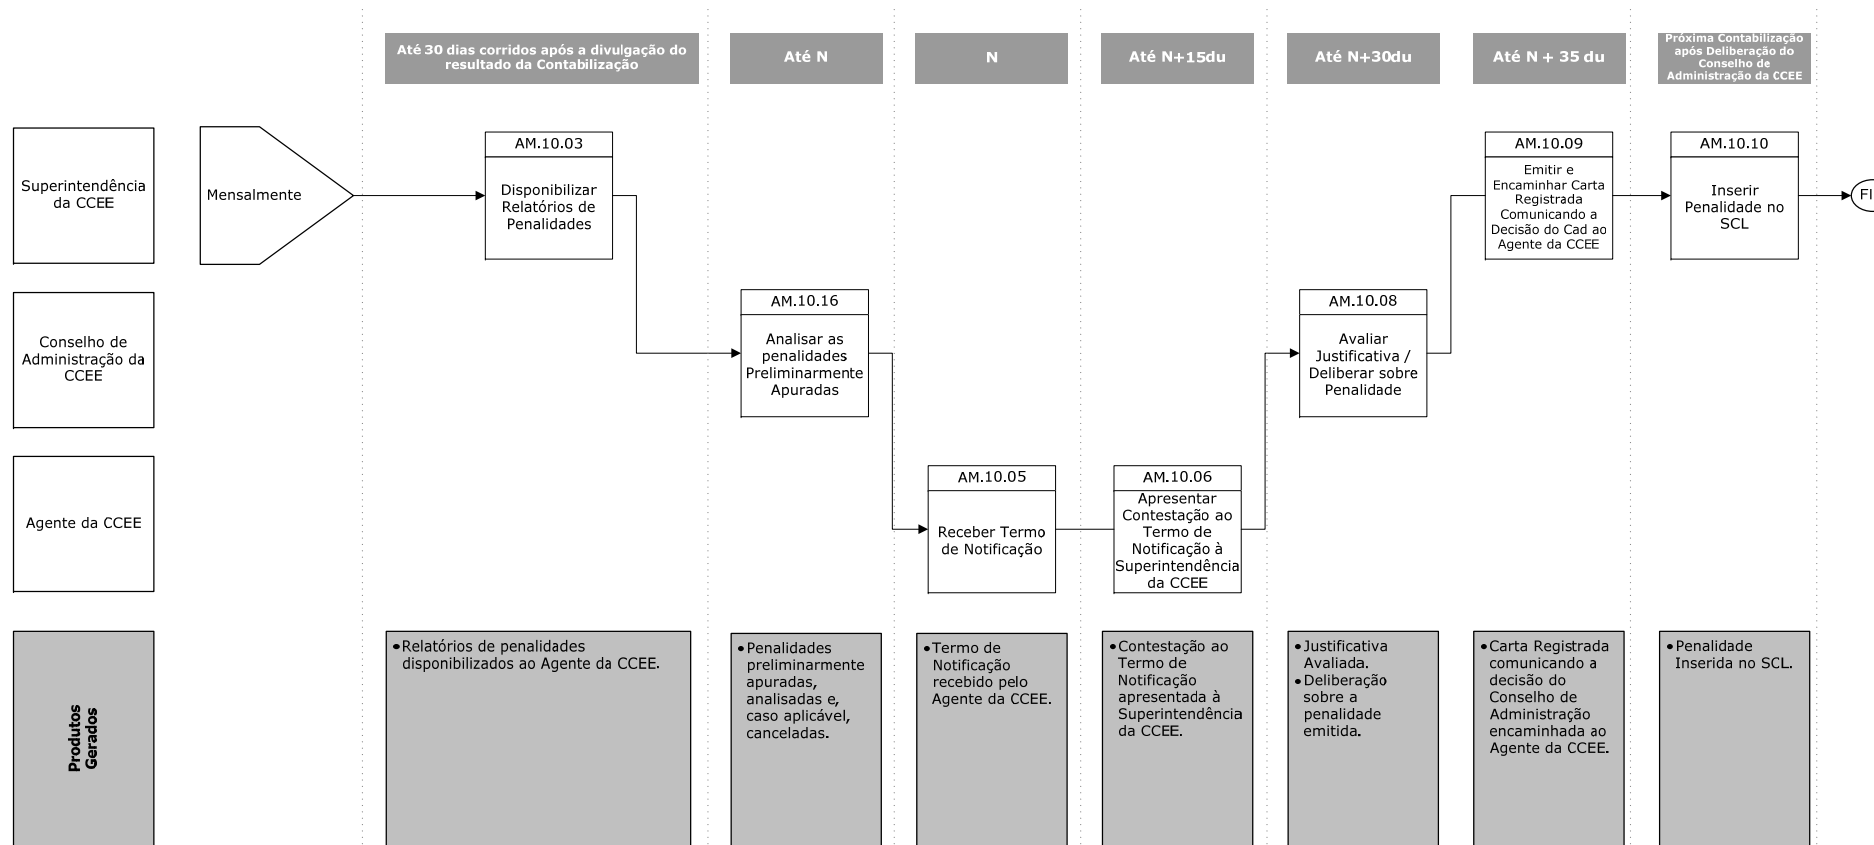 Até 30 dias corridos após a divulgação do
resultado da Contabilização
Até N
N
Até N+15du
Até N+30du
Até N + 35 du
Próxima Contabilização
após Deliberação do
Conselho de
Administração da CCEE
Superintendência
da CCEE
Mensalmente
AM.10.03
Disponibilizar
Relatórios de
Penalidades
AM.10.09
Emitir e
Encaminhar Carta
Registrada
Comunicando a
Decisão do Cad ao
Agente da CCEE
AM.10.10
Inserir
Penalidade no
SCL
FI
Conselho de
Administração da
CCEE
AM.10.16
Analisar as
penalidades
Preliminarmente
Apuradas
AM.10.08
Avaliar
Justificativa /
Deliberar sobre
Penalidade
Agente da CCEE
AM.10.05
Receber Termo
de Notificação
AM.10.06
Apresentar
Contestação ao
Termo de
Notificação à
Superintendência
da CCEE
Produtos
Gerados
•Relatórios de penalidades
disponibilizados ao Agente da CCEE.
•Penalidades
preliminarmente
apuradas,
analisadas e,
caso aplicável,
canceladas.
•Termo de
Notificação
recebido pelo
Agente da CCEE.
•Contestação ao
Termo de
Notificação
apresentada à
Superintendência
da CCEE.
•Justificativa
Avaliada.
•Deliberação
sobre a
penalidade
emitida.
•Carta Registrada
comunicando a
decisão do
Conselho de
Administração
encaminhada ao
Agente da CCEE.
•Penalidade
Inserida no SCL.